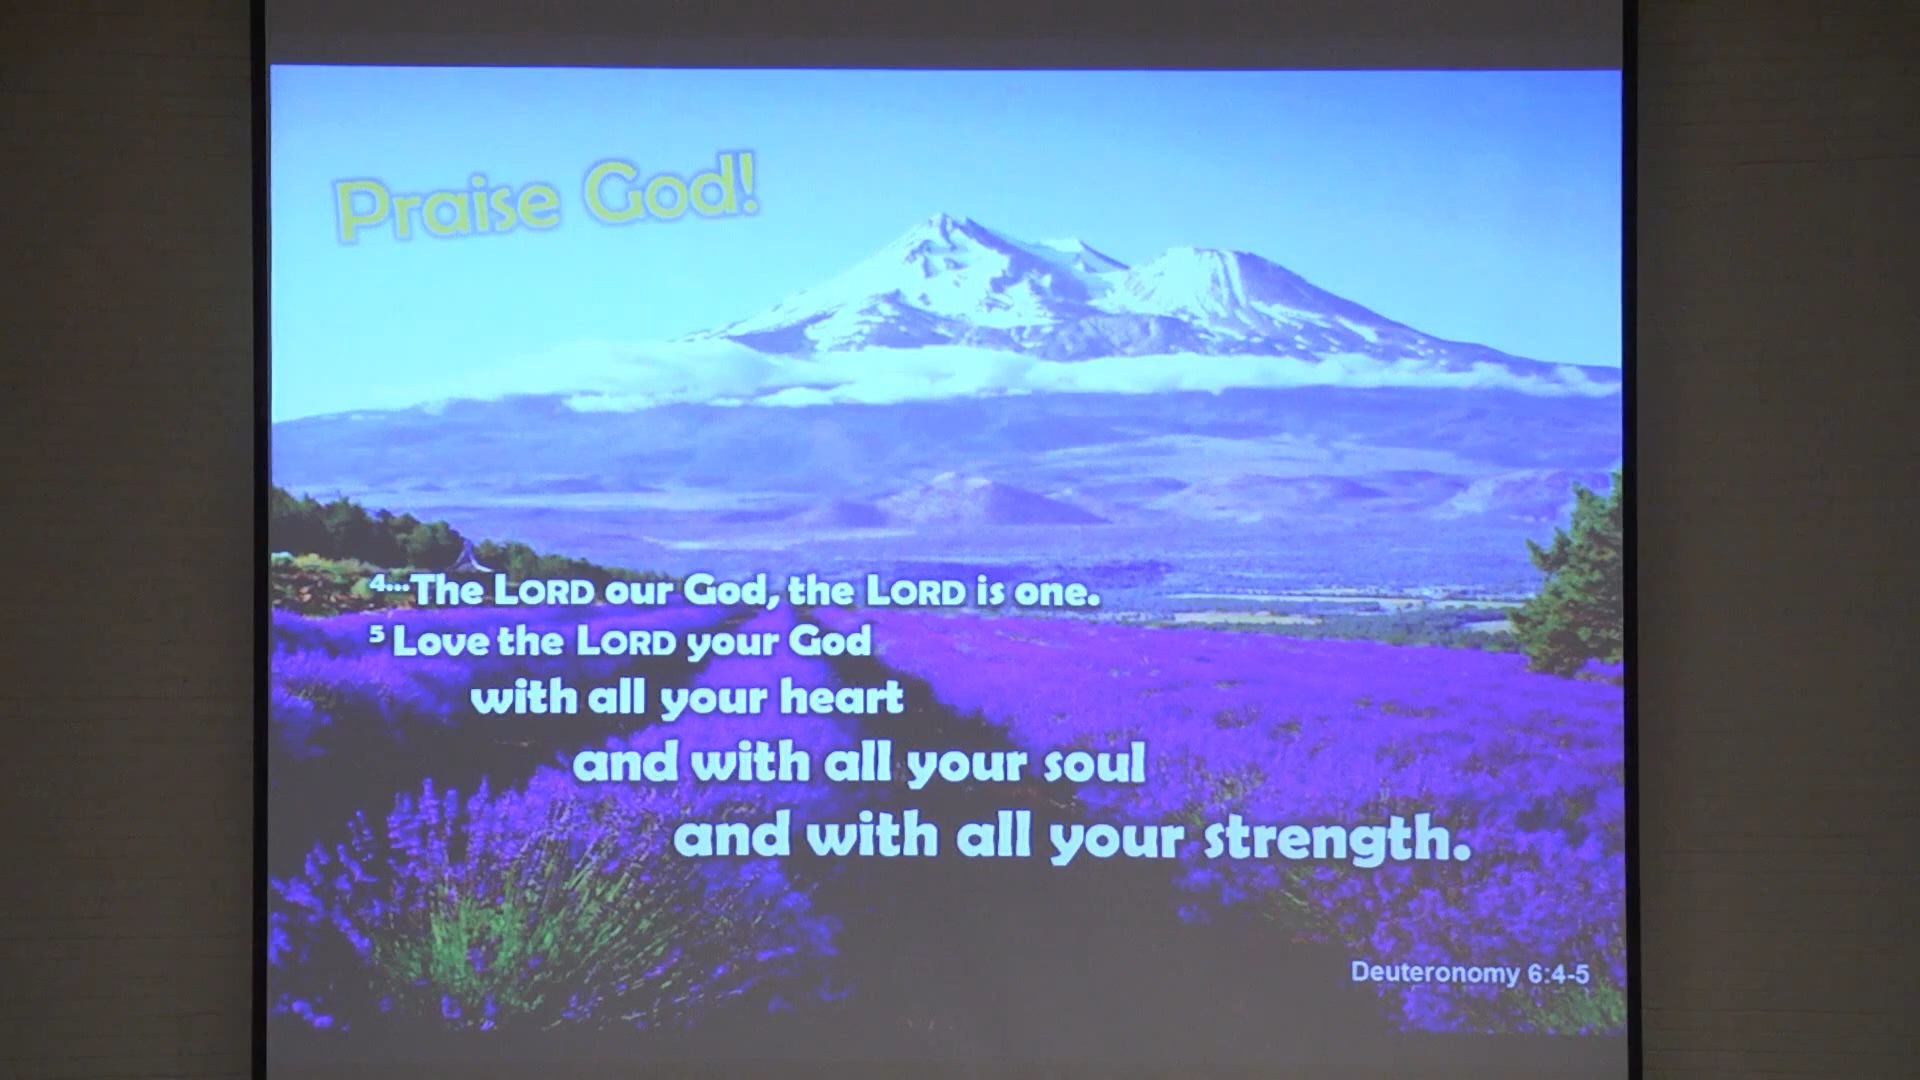 Praise God!
⁴…The LORD our God, the LORD is one.
⁵ Love the LORD your God
with all your heart
and with all your soul
and with all your strength.
Deuteronomy 6:4-5